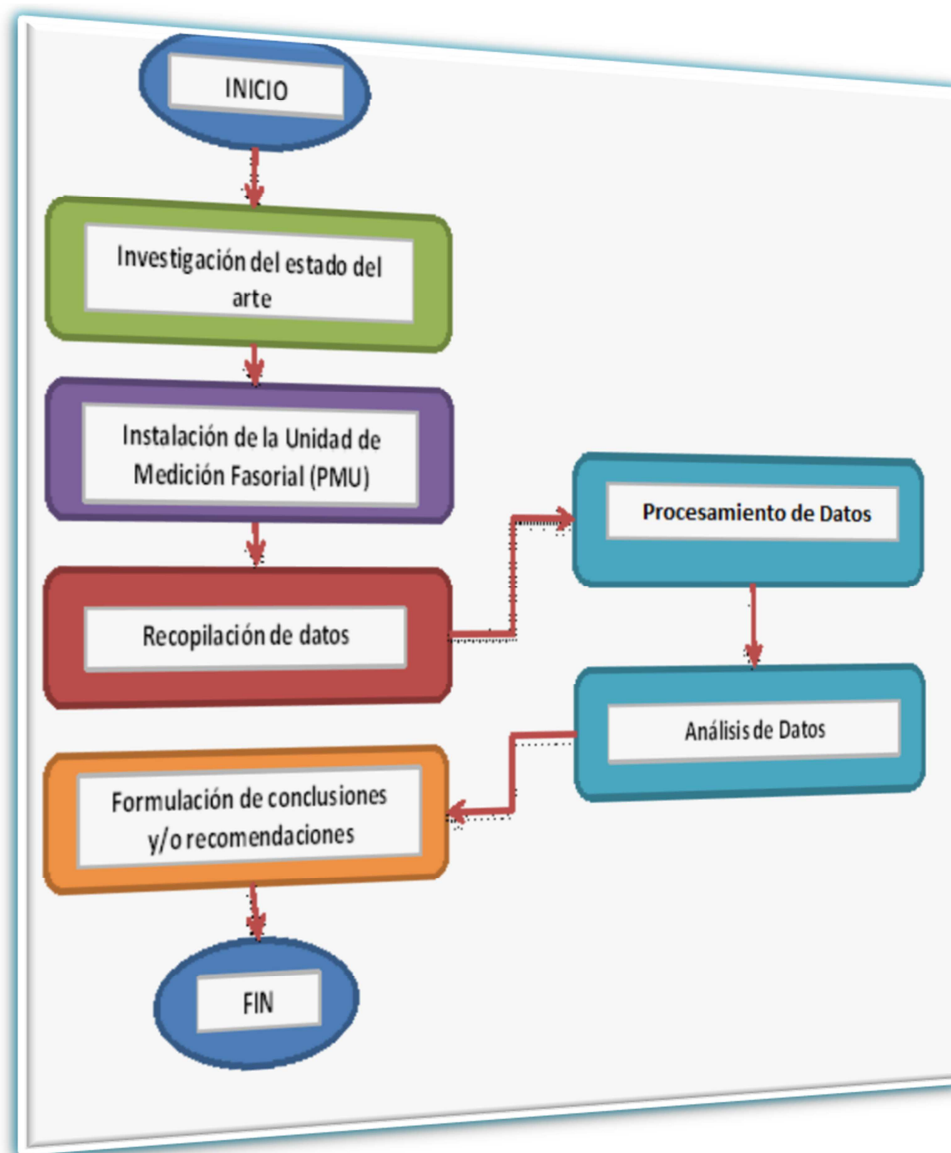 INICIO
Investigación del estado del
arte
Instalación de la Unidad de
Medición Fasorial (PMU)
Recopilación de datos
Procesamiento de Datos
Análisis de Datos
Formulación de conclusiones
y/o recomendaciones
FIN